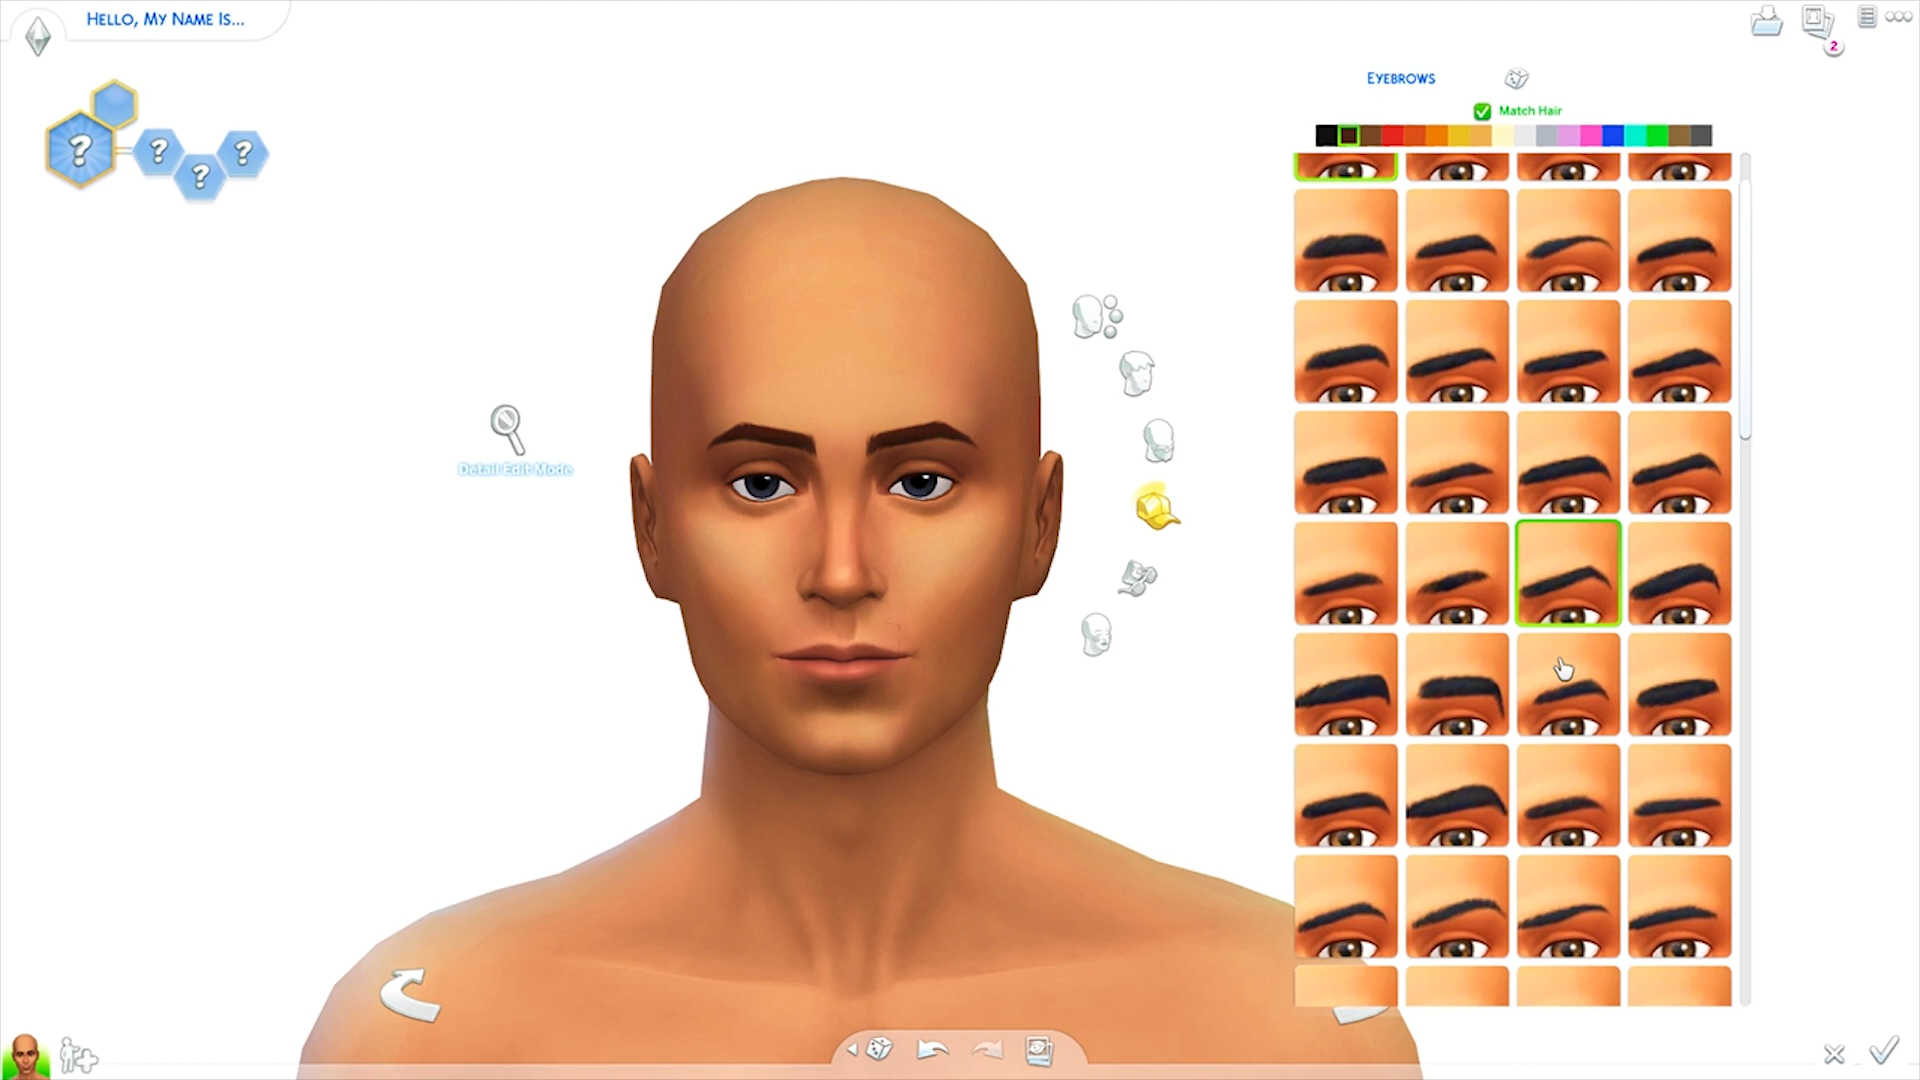 Hello, My Name Is...
2
Eyebrows
Match Hair
?
?
?
?
Detail Edit Mode